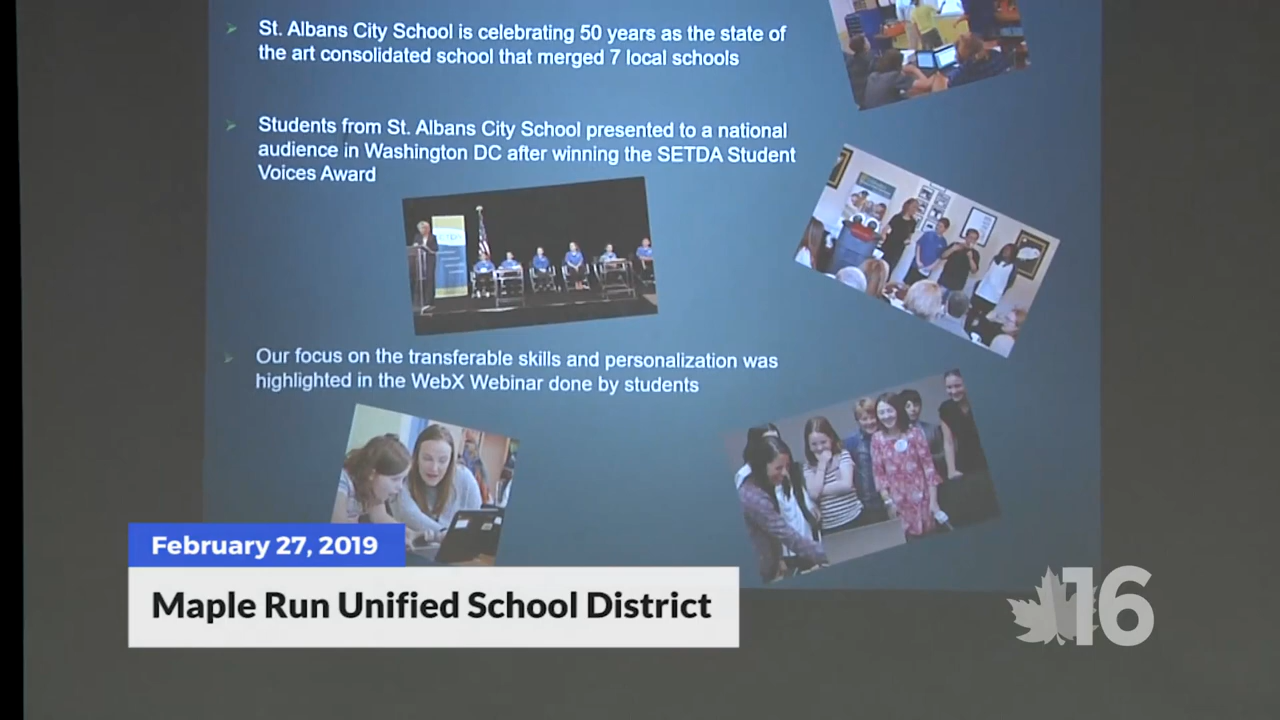 St. Albans City School is celebrating 50 years as the state of
the art consolidated school that merged 7 local schools
Students from St. Albans City School presented to a national
audience in Washington DC after winning the SETDA Student
Voices Award
Our focus on the transferable skills and personalization was
highlighted in the WebX Webinar done by students
February 27, 2019
Maple Run Unified School District
16